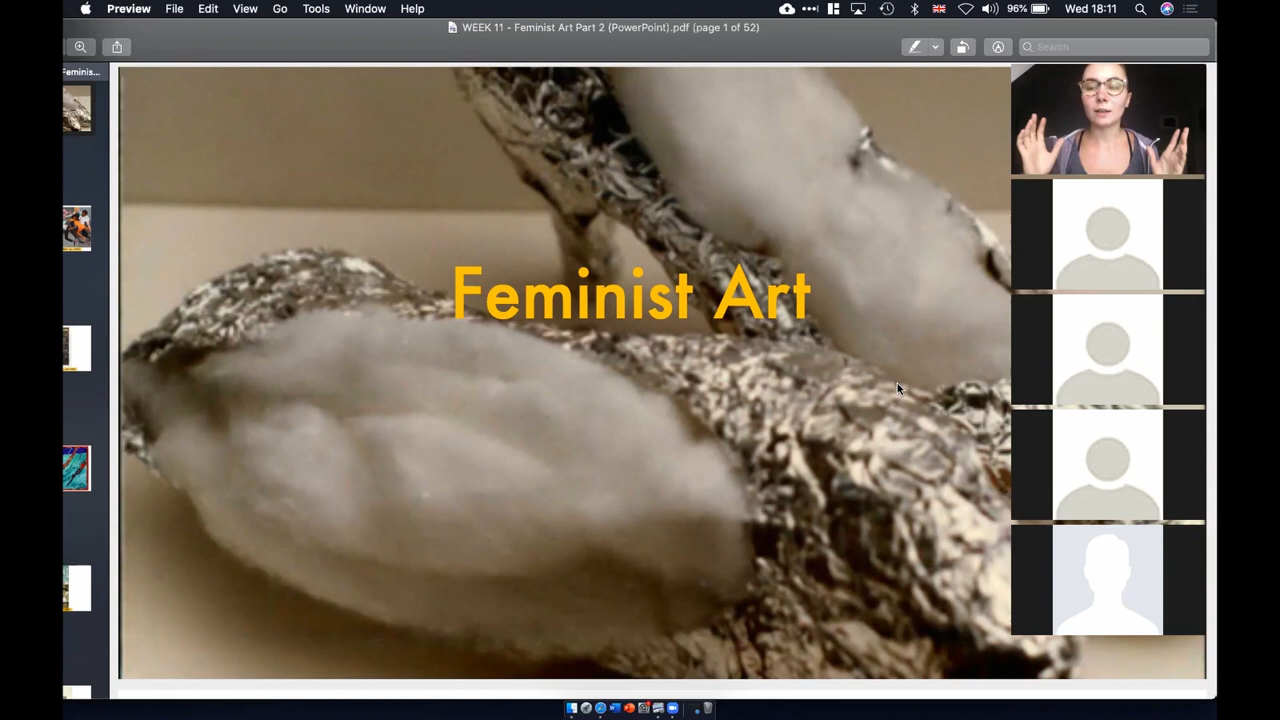 Preview File Edit View Go Tools Window Help 96% Wed 18:11
WEEK 11 - Feminist Art Part 2 (PowerPoint).pdf (page 1 of 52)
Search
Feminis...
Feminist Art